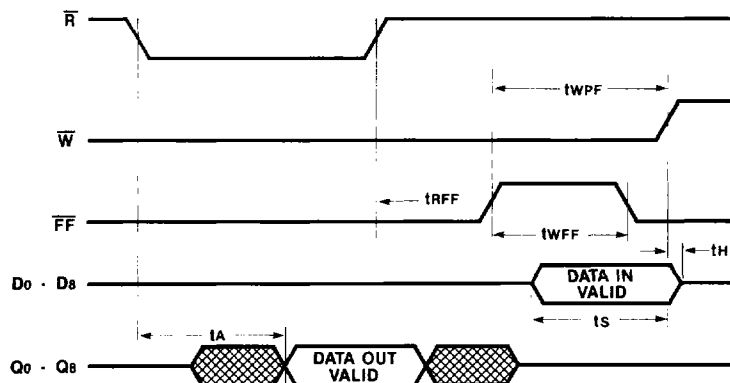 R
tWPF
W
tRFF
FF
tWFF
tH
D0 - D8
DATA IN
VALID
tS
tA
Q0 - Q8
DATA OUT
VALID